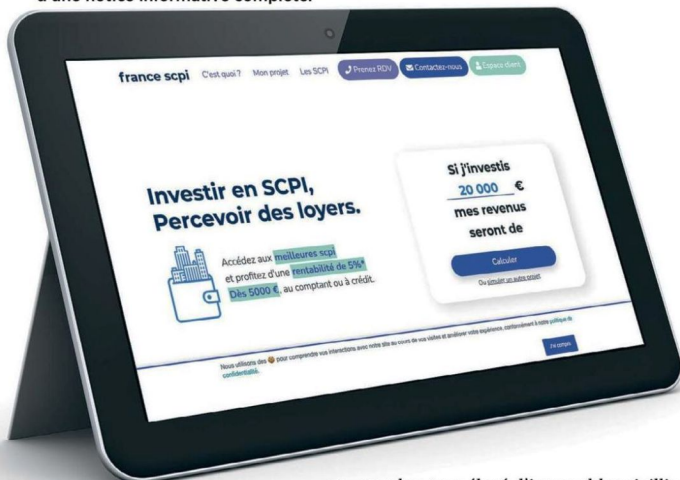 d'une notice informative complète.
france scpi C'est quoi ? Mon projet Les SCPI Prenez RDV Contactez-nous Espace client
Investir en SCPI,
Percevoir des loyers.
Accédez aux meilleures scpi
et profitez d'une rentabilité de 5%*
Dès 5000 €, au comptant ou à crédit.
Si j'investis
20 000 €
mes revenus
seront de
Calculer
Ou simuler un autre projet
Nous utilisons des 🍪 pour comprendre vos interactions avec notre site au cours de vos visites et améliorer votre expérience, conformément à notre politique de
confidentialité.
J'ai compris